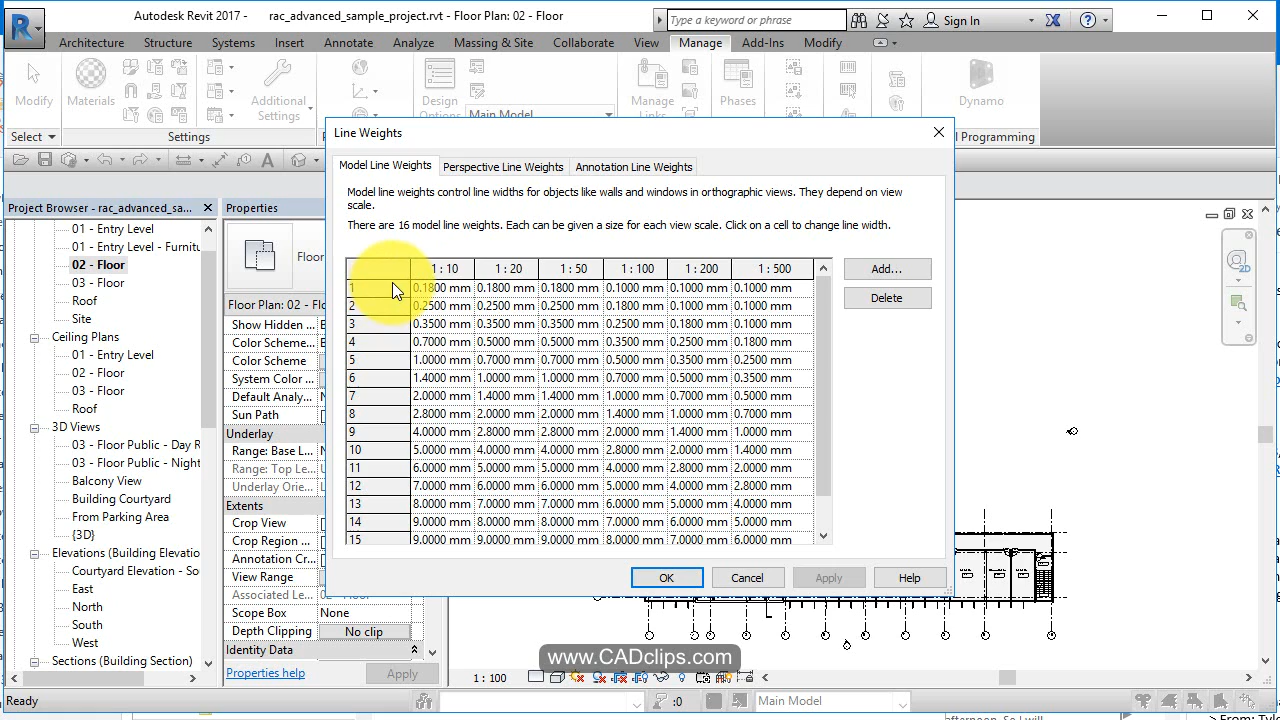 Autodesk Revit 2017 - rac_advanced_sample_project.rvt - Floor Plan: 02 - Floor
Type a keyword or phrase
Sign In
Architecture Structure Systems Insert Annotate Analyze Massing & Site Collaborate View Manage Add-Ins Modify
Modify Materials Additional Settings Design Options Main Model Manage Links Phases Dynamo
Select Settings Programming
Line Weights
Model Line Weights Perspective Line Weights Annotation Line Weights
Model line weights control line widths for objects like walls and windows in orthographic views. They depend on view
scale.
There are 16 model line weights. Each can be given a size for each view scale. Click on a cell to change line width.
1 : 10 1 : 20 1 : 50 1 : 100 1 : 200 1 : 500
1 0.1800 mm 0.1800 mm 0.1800 mm 0.1000 mm 0.1000 mm 0.1000 mm
2 0.2500 mm 0.2500 mm 0.2500 mm 0.1800 mm 0.1000 mm 0.1000 mm
3 0.3500 mm 0.3500 mm 0.3500 mm 0.2500 mm 0.1800 mm 0.1000 mm
4 0.7000 mm 0.5000 mm 0.5000 mm 0.3500 mm 0.2500 mm 0.1800 mm
5 1.0000 mm 0.7000 mm 0.7000 mm 0.5000 mm 0.3500 mm 0.2500 mm
6 1.4000 mm 1.0000 mm 1.0000 mm 0.7000 mm 0.5000 mm 0.3500 mm
7 2.0000 mm 1.4000 mm 1.4000 mm 1.0000 mm 0.7000 mm 0.5000 mm
8 2.8000 mm 2.0000 mm 2.0000 mm 1.4000 mm 1.0000 mm 0.7000 mm
9 4.0000 mm 2.8000 mm 2.8000 mm 2.0000 mm 1.4000 mm 1.0000 mm
10 5.0000 mm 4.0000 mm 4.0000 mm 2.8000 mm 2.0000 mm 1.4000 mm
11 6.0000 mm 5.0000 mm 5.0000 mm 4.0000 mm 2.8000 mm 2.0000 mm
12 7.0000 mm 6.0000 mm 6.0000 mm 5.0000 mm 4.0000 mm 2.8000 mm
13 8.0000 mm 7.0000 mm 7.0000 mm 6.0000 mm 5.0000 mm 4.0000 mm
14 9.0000 mm 8.0000 mm 8.0000 mm 7.0000 mm 6.0000 mm 5.0000 mm
15 9.0000 mm 9.0000 mm 9.0000 mm 8.0000 mm 7.0000 mm 6.0000 mm
Add...
Delete
OK Cancel Apply Help
Project Browser - rac_advanced_sa...
01 - Entry Level
01 - Entry Level - Furnitu
02 - Floor
03 - Floor
Roof
Site
Ceiling Plans
01 - Entry Level
02 - Floor
03 - Floor
Roof
3D Views
03 - Floor Public - Day R
03 - Floor Public - Night
Balcony View
Building Courtyard
From Parking Area
{3D}
Elevations (Building Elevatio
Courtyard Elevation - So
East
North
South
West
Sections (Building Section)
Properties
Floor
Floor Plan: 02 - F
Show Hidden
Color Scheme...
Color Scheme
System Color
Default Analy...
Sun Path
Underlay
Range: Base L...
Range: Top Le
Underlay Orie...
Extents
Crop View
Crop Region
Annotation Cr...
View Range
Associated Le
Scope Box None
Depth Clipping No clip
Identity Data
Properties help Apply
www.CADclips.com
1 : 100
Ready :0 Main Model
afternoon. So I will